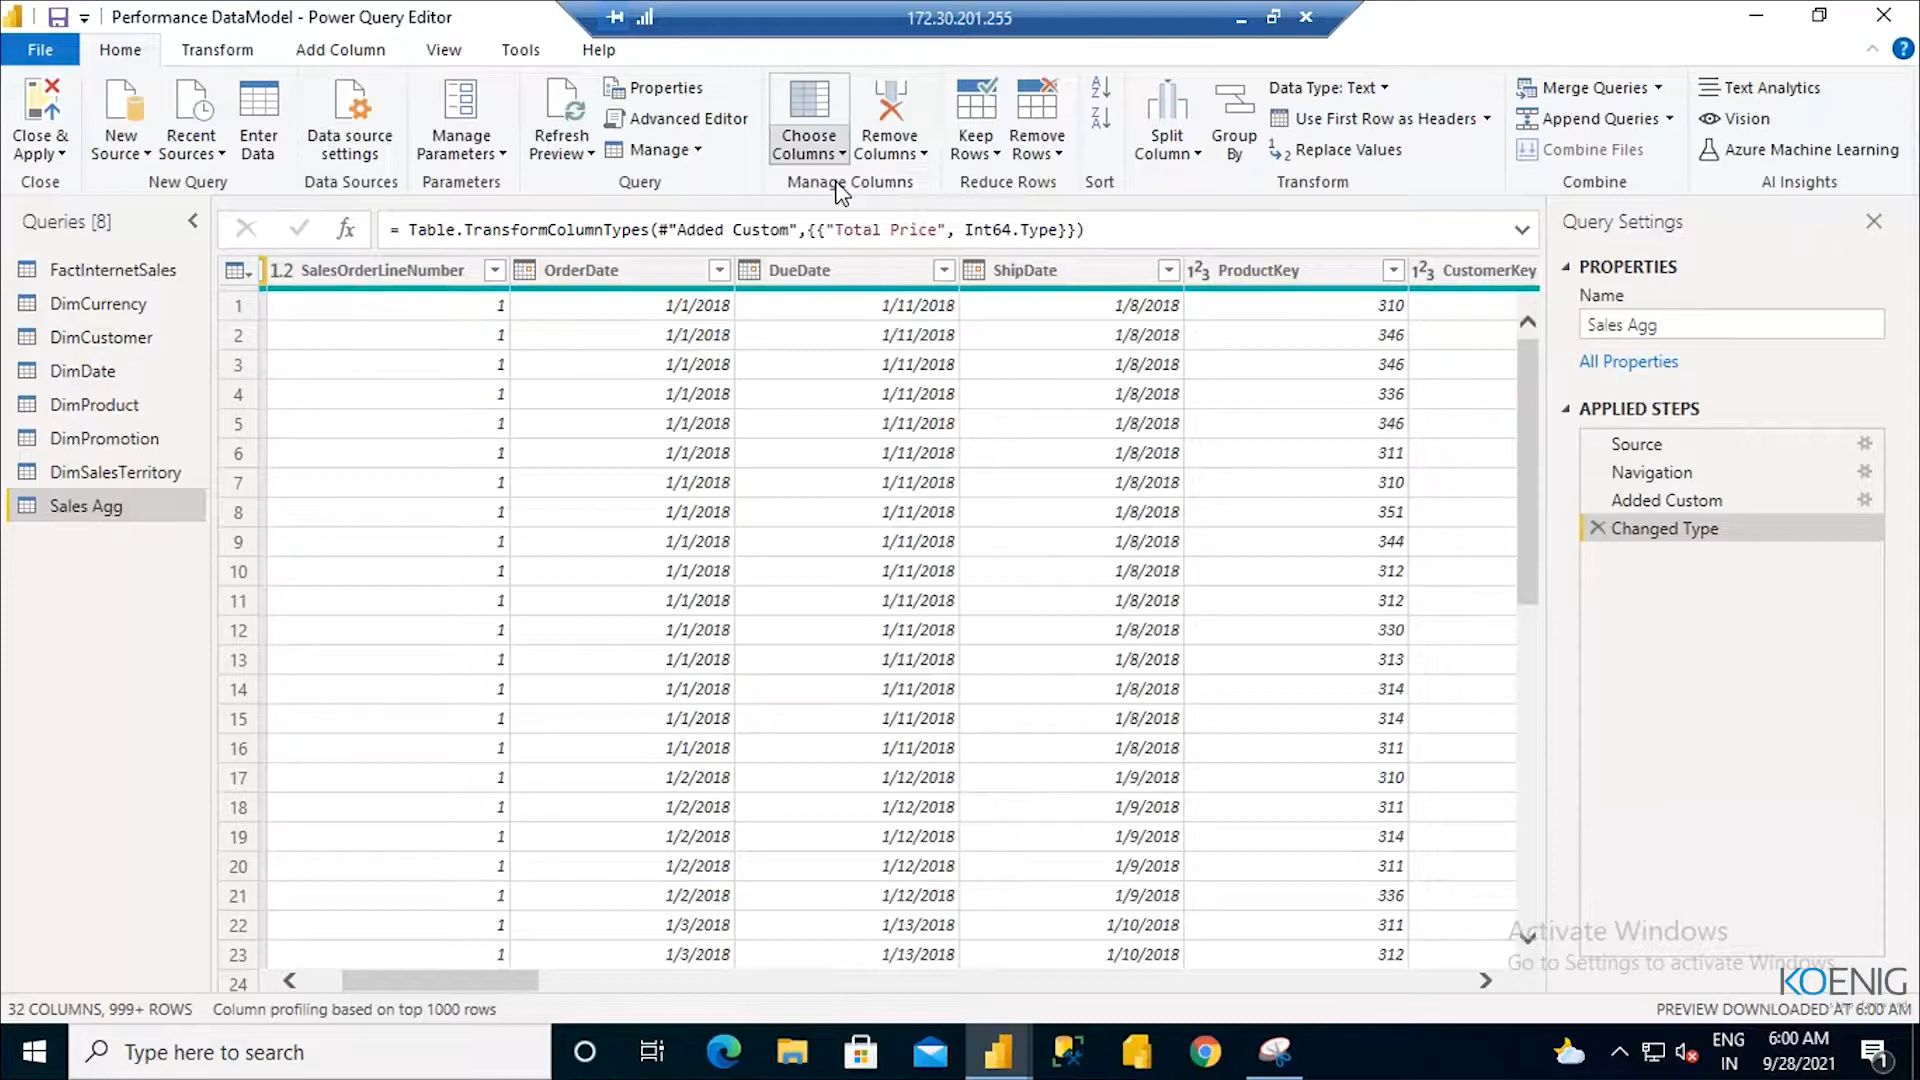 Performance DataModel - Power Query Editor
172.30.201.255
File Home Transform Add Column View Tools Help
Close & Apply
Close
New Source
Recent Sources
Enter Data
New Query
Data source settings
Data Sources
Manage Parameters
Parameters
Refresh Preview
Properties
Advanced Editor
Manage
Query
Choose Columns
Remove Columns
Manage Columns
Keep Rows
Remove Rows
Reduce Rows
Sort
Split Column
Group By
Data Type: Text
Use First Row as Headers
Replace Values
Transform
Merge Queries
Append Queries
Combine Files
Combine
Text Analytics
Vision
Azure Machine Learning
AI Insights
Queries [8]
FactInternetSales
DimCurrency
DimCustomer
DimDate
DimProduct
DimPromotion
DimSalesTerritory
Sales Agg
fx = Table.TransformColumnTypes(#"Added Custom",{{"Total Price", Int64.Type}})
1.2 SalesOrderLineNumber OrderDate DueDate ShipDate 123 ProductKey 123 CustomerKey
1 1 1/1/2018 1/11/2018 1/8/2018 310
2 1 1/1/2018 1/11/2018 1/8/2018 346
3 1 1/1/2018 1/11/2018 1/8/2018 346
4 1 1/1/2018 1/11/2018 1/8/2018 336
5 1 1/1/2018 1/11/2018 1/8/2018 346
6 1 1/1/2018 1/11/2018 1/8/2018 311
7 1 1/1/2018 1/11/2018 1/8/2018 310
8 1 1/1/2018 1/11/2018 1/8/2018 351
9 1 1/1/2018 1/11/2018 1/8/2018 344
10 1 1/1/2018 1/11/2018 1/8/2018 312
11 1 1/1/2018 1/11/2018 1/8/2018 312
12 1 1/1/2018 1/11/2018 1/8/2018 330
13 1 1/1/2018 1/11/2018 1/8/2018 313
14 1 1/1/2018 1/11/2018 1/8/2018 314
15 1 1/1/2018 1/11/2018 1/8/2018 314
16 1 1/1/2018 1/11/2018 1/8/2018 311
17 1 1/2/2018 1/12/2018 1/9/2018 310
18 1 1/2/2018 1/12/2018 1/9/2018 311
19 1 1/2/2018 1/12/2018 1/9/2018 314
20 1 1/2/2018 1/12/2018 1/9/2018 311
21 1 1/2/2018 1/12/2018 1/9/2018 336
22 1 1/3/2018 1/13/2018 1/10/2018 311
23 1 1/3/2018 1/13/2018 1/10/2018 312
24
Query Settings
PROPERTIES
Name
Sales Agg
All Properties
APPLIED STEPS
Source
Navigation
Added Custom
Changed Type
Activate Windows
Go to Settings to activate Windows.
KOENIG
32 COLUMNS, 999+ ROWS Column profiling based on top 1000 rows
PREVIEW DOWNLOADED AT 6:00 AM
Type here to search
ENG
IN
6:00 AM
9/28/2021
1